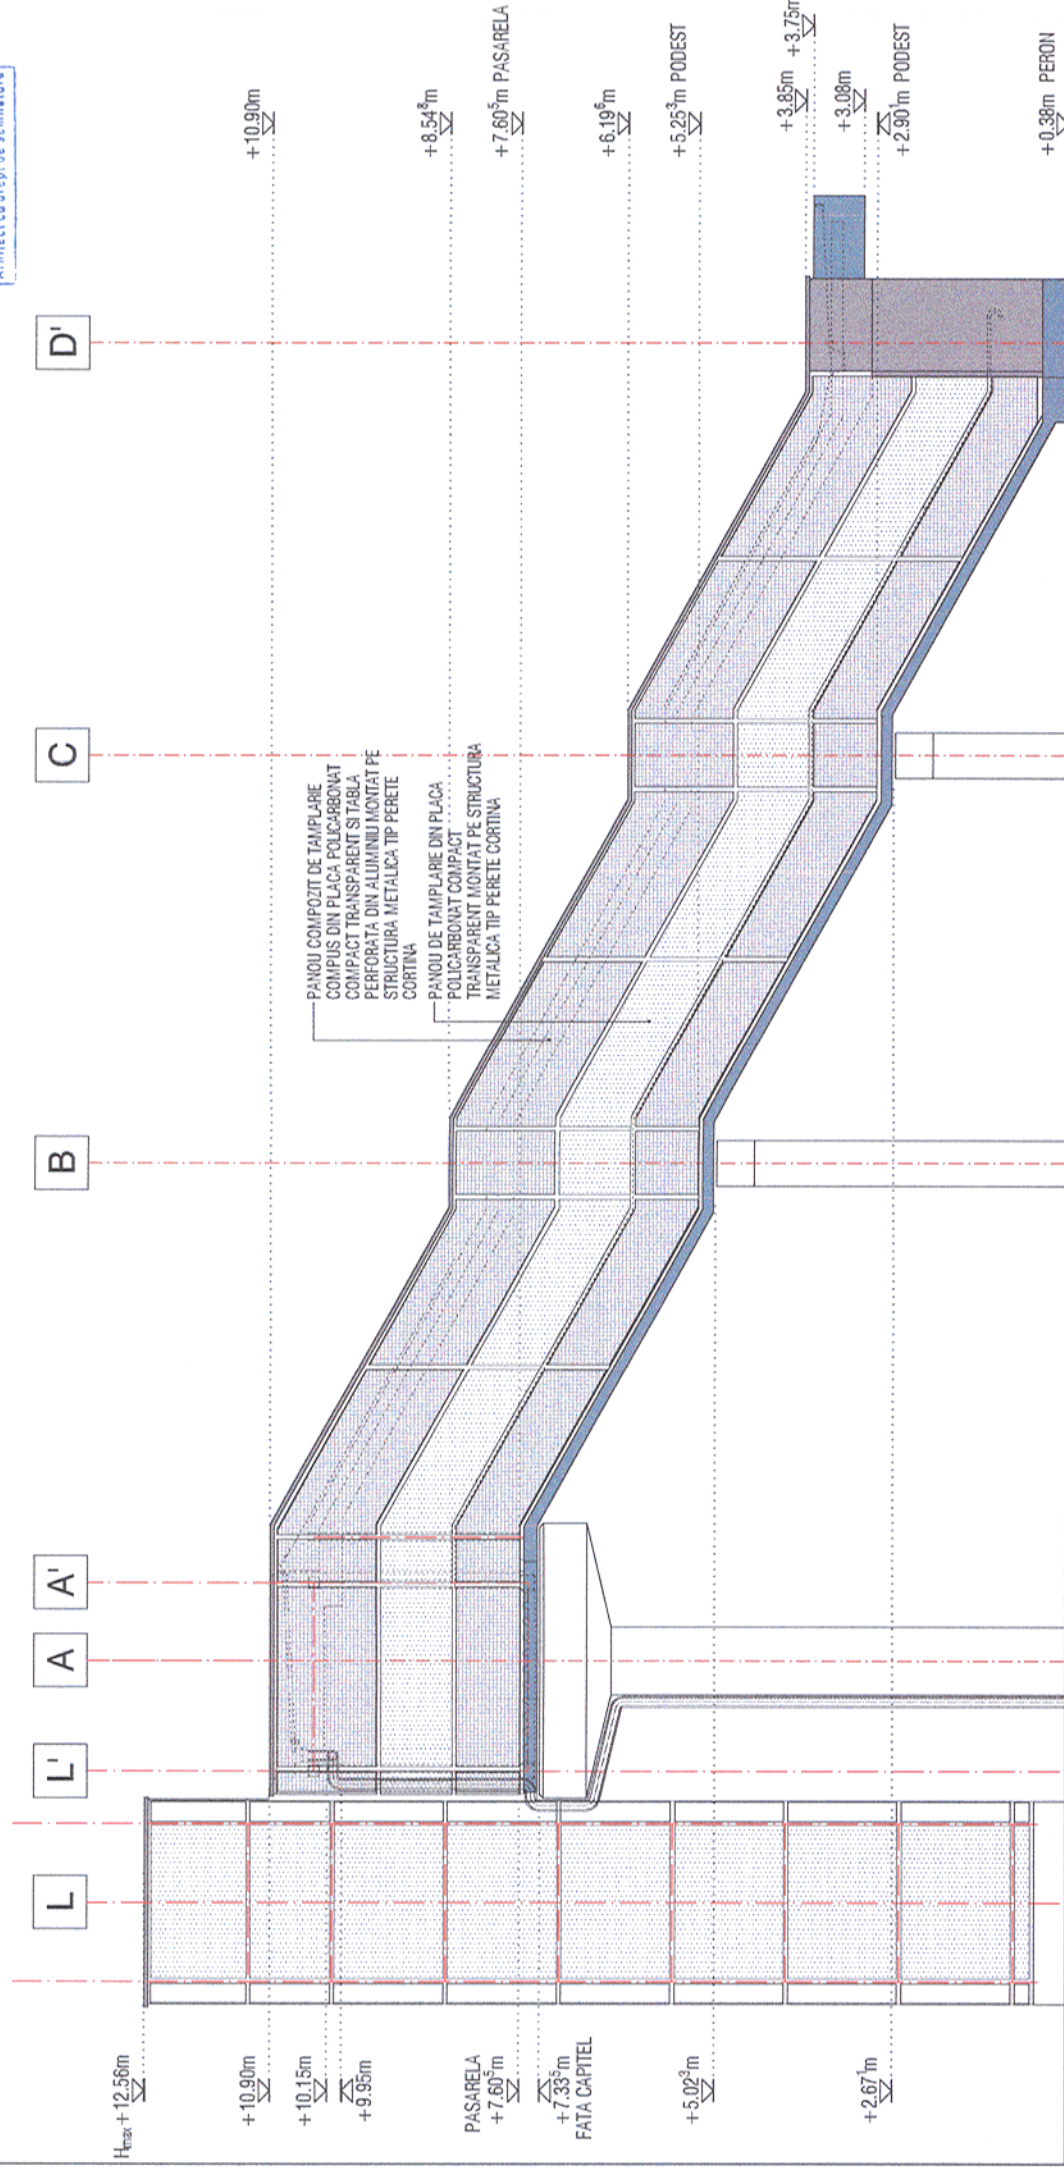 L
L'
A
A'
B
C
D'
Hmax +12.56m
+10.90m
+10.15m
+9.95m
PASARELA
+7.60⁵m
+7.33⁵m
FATA CAPITEL
+5.02³m
+2.67¹m
PANOU COMPOZIT DE TAMPLARIE
COMPUS DIN PLACA POLICARBONAT
COMPACT TRANSPARENT SI TABLA
PERFORATA DIN ALUMINIU MONTAT PE
STRUCTURA METALICA TIP PERETE
CORTINA
PANOU DE TAMPLARIE DIN PLACA
POLICARBONAT COMPACT
TRANSPARENT MONTAT PE STRUCTURA
METALICA TIP PERETE CORTINA
+10.90m
+8.54⁸m
+7.60⁵m PASARELA
+6.19⁶m
+5.25³m PODEST
+3.85m
+3.75m
+3.08m
+2.90¹m PODEST
+0.38m PERON